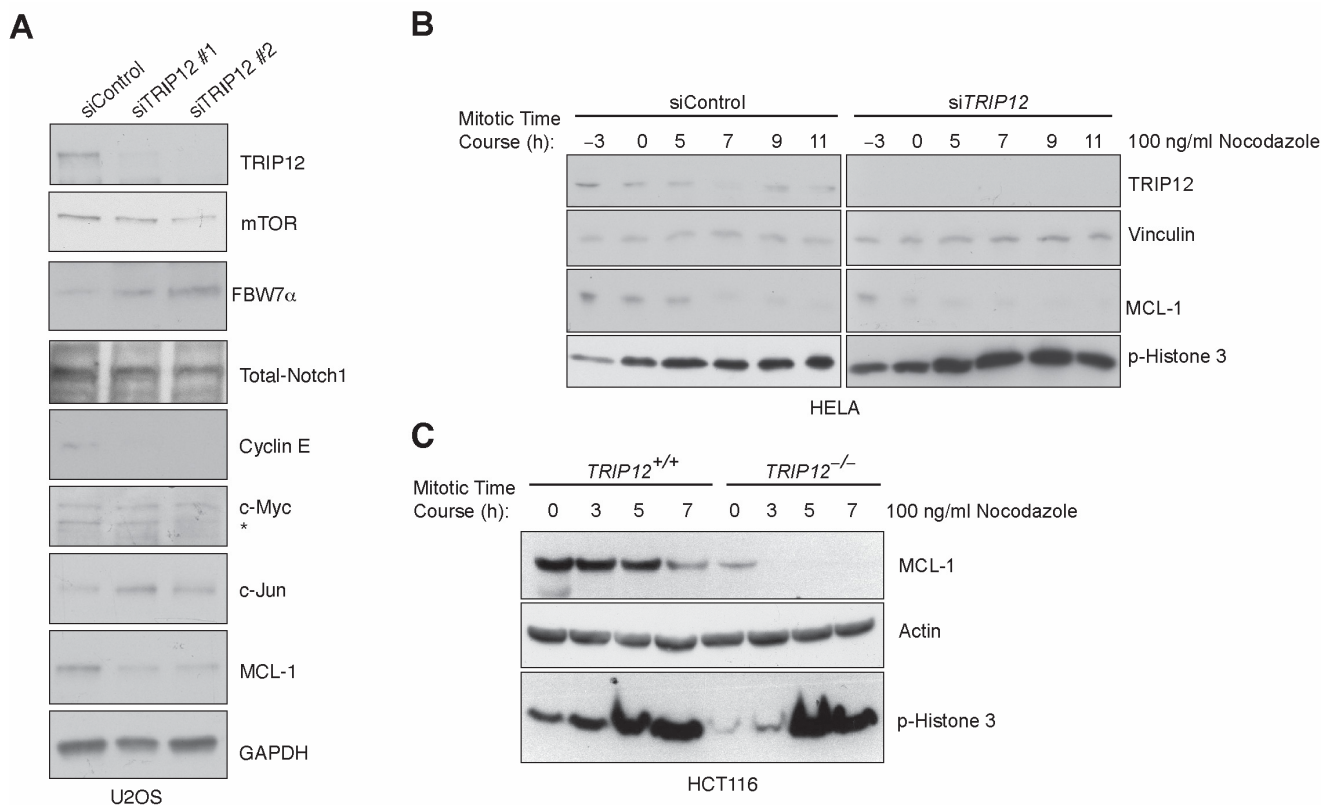 A
siControl
siTRIP12 #1
siTRIP12 #2
TRIP12
mTOR
FBW7α
Total-Notch1
Cyclin E
c-Myc
*
c-Jun
MCL-1
GAPDH
U2OS
B
siControl
siTRIP12
Mitotic Time
Course (h): –3 0 5 7 9 11 –3 0 5 7 9 11 100 ng/ml Nocodazole
TRIP12
Vinculin
MCL-1
p-Histone 3
HELA
C
TRIP12+/+
TRIP12–/–
Mitotic Time
Course (h): 0 3 5 7 0 3 5 7 100 ng/ml Nocodazole
MCL-1
Actin
p-Histone 3
HCT116